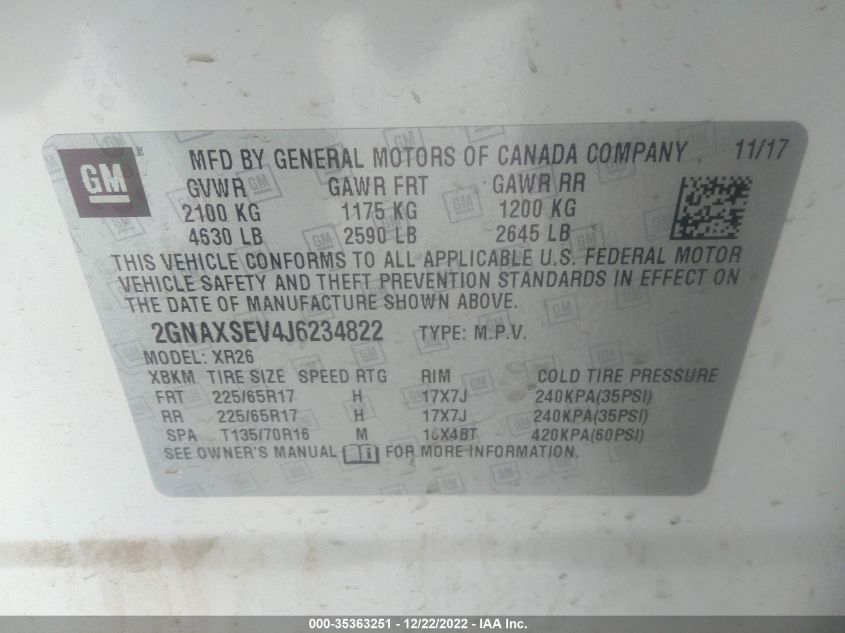 GM ® MFD BY GENERAL MOTORS OF CANADA COMPANY 11/17
GVWR GAWR FRT GAWR RR
2100 KG 1175 KG 1200 KG
4630 LB 2590 LB 2645 LB
THIS VEHICLE CONFORMS TO ALL APPLICABLE U.S. FEDERAL MOTOR
VEHICLE SAFETY AND THEFT PREVENTION STANDARDS IN EFFECT ON
THE DATE OF MANUFACTURE SHOWN ABOVE.
2GNAXSEV4J6234822 TYPE: M.P.V.
MODEL: XR26
XBKM TIRE SIZE SPEED RTG RIM COLD TIRE PRESSURE
FRT 225/65R17 H 17X7J 240KPA(35PSI)
RR 225/65R17 H 17X7J 240KPA(35PSI)
SPA T135/70R16 M 16X4BT 420KPA(60PSI)
SEE OWNER'S MANUAL i FOR MORE INFORMATION.
000-35363251 - 12/22/2022 - IAA Inc.